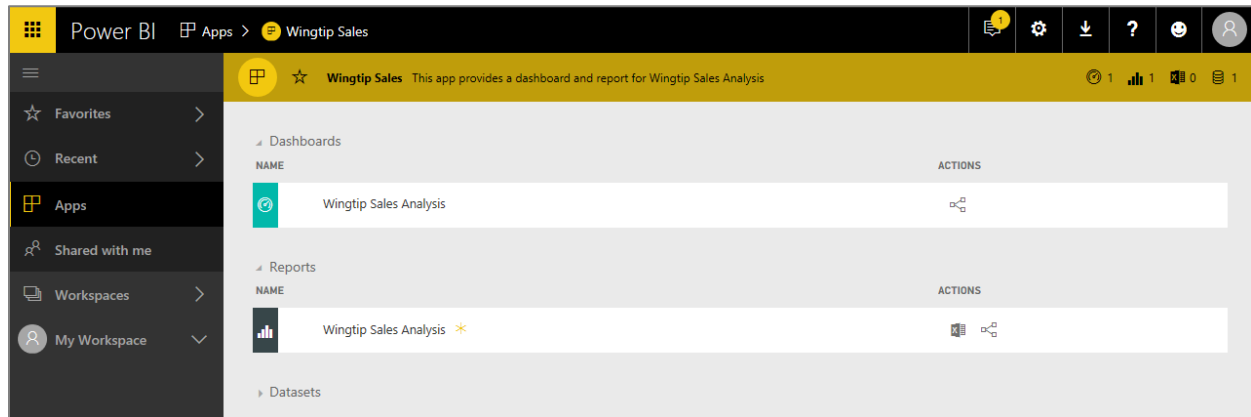 Power BI Apps > Wingtip Sales 1 ?
Wingtip Sales This app provides a dashboard and report for Wingtip Sales Analysis 1 1 0 1
Favorites
Recent
Apps
Shared with me
Workspaces
My Workspace
Dashboards
NAME ACTIONS
Wingtip Sales Analysis
Reports
NAME ACTIONS
Wingtip Sales Analysis
Datasets